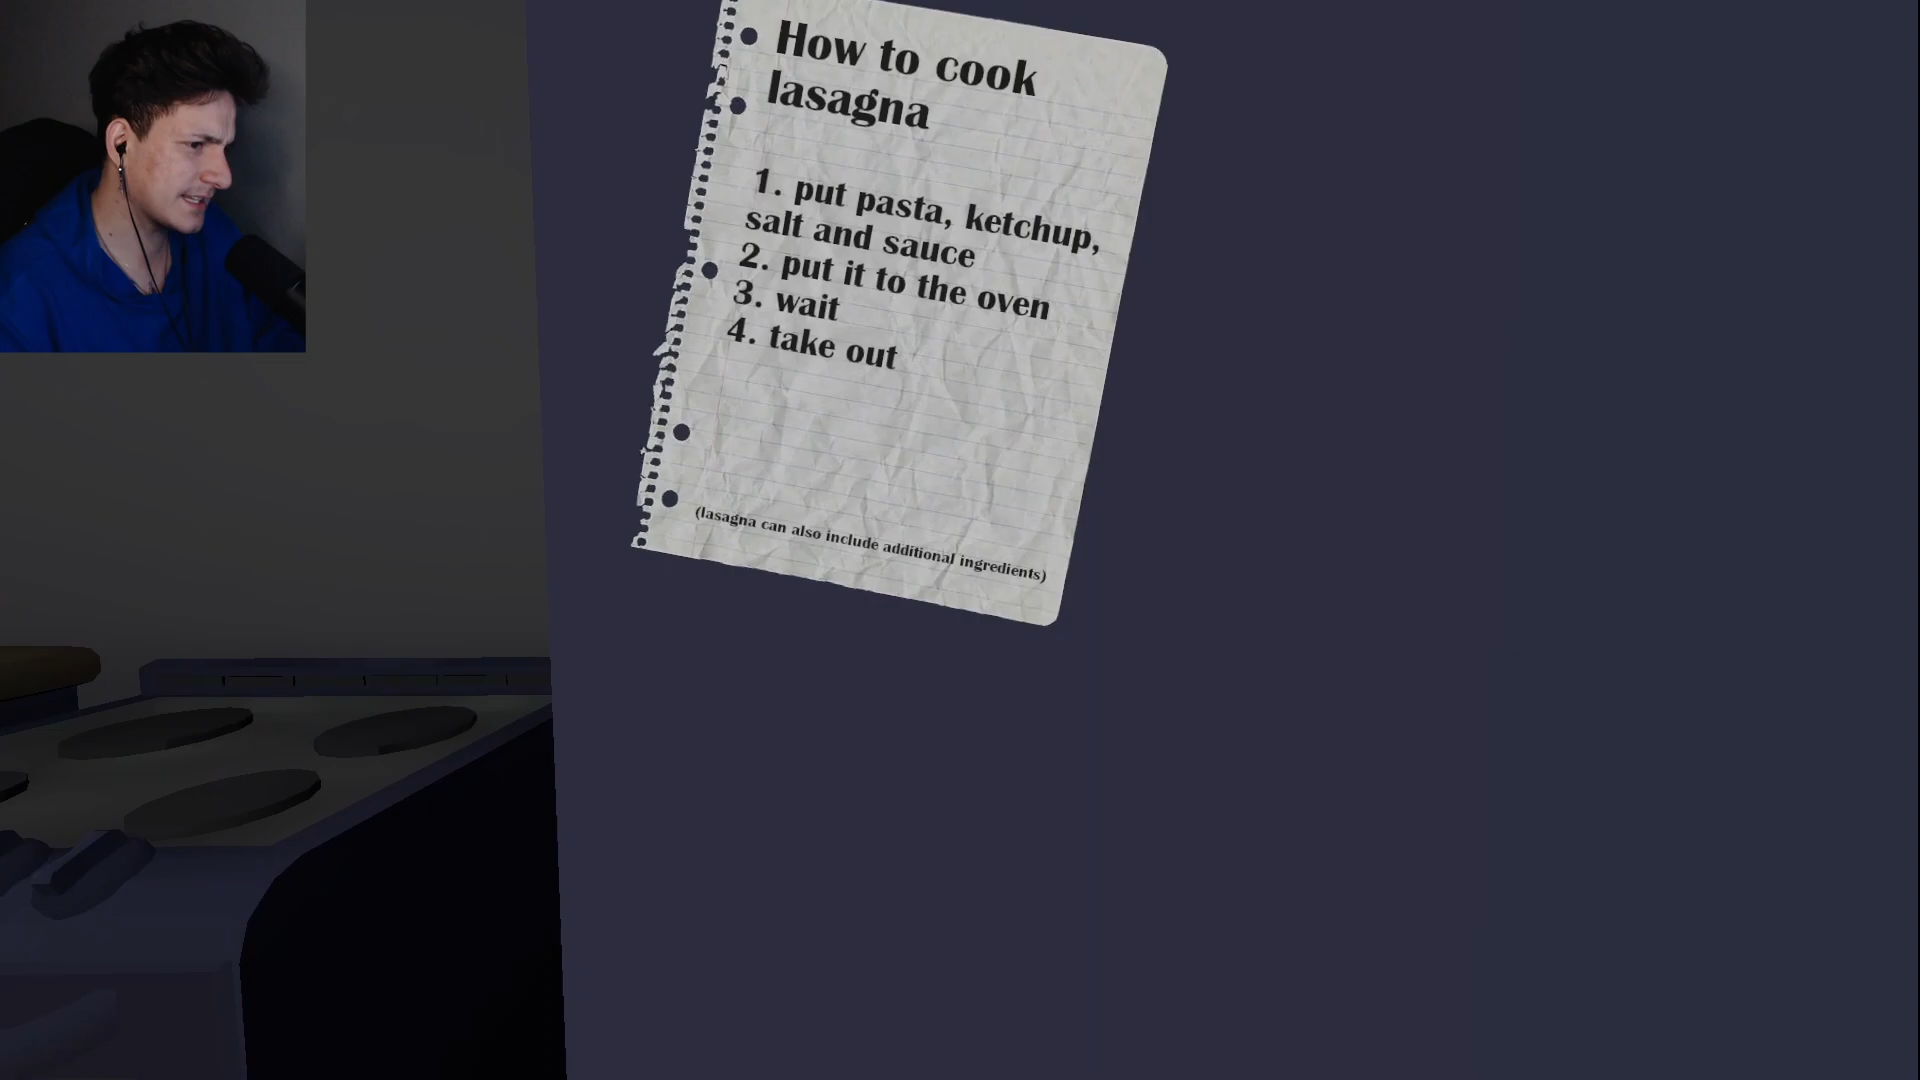 How to cook
lasagna
1. put pasta, ketchup,
salt and sauce
2. put it to the oven
3. wait
4. take out
(lasagna can also include additional ingredients)